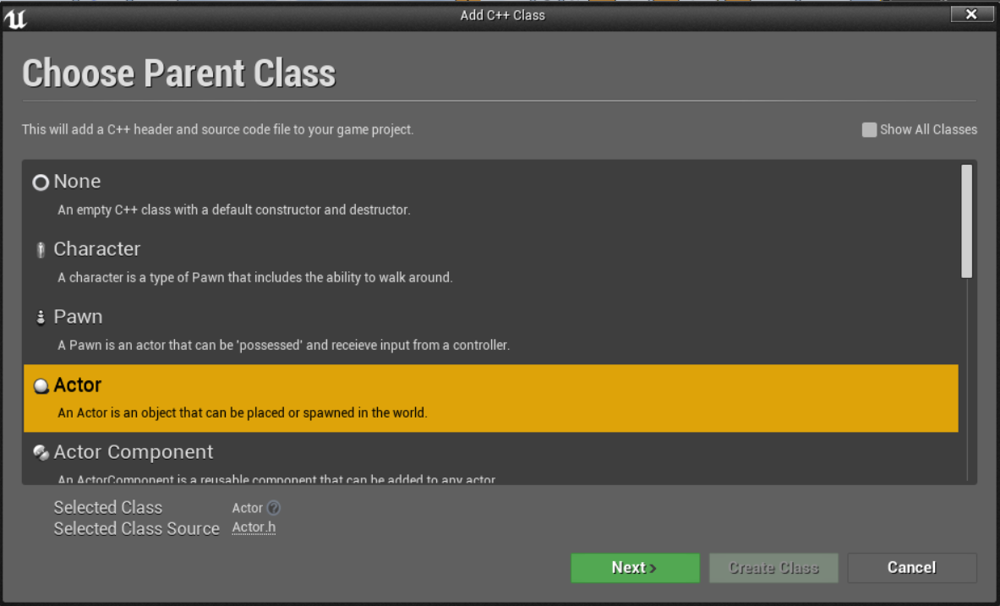 Add C++ Class
Choose Parent Class
This will add a C++ header and source code file to your game project.
Show All Classes
None
An empty C++ class with a default constructor and destructor.
Character
A character is a type of Pawn that includes the ability to walk around.
Pawn
A Pawn is an actor that can be 'possessed' and receieve input from a controller.
Actor
An Actor is an object that can be placed or spawned in the world.
Actor Component
An ActorComponent is a reusable component that can be added to any actor
Selected Class Actor ?
Selected Class Source Actor.h
Next >
Create Class
Cancel